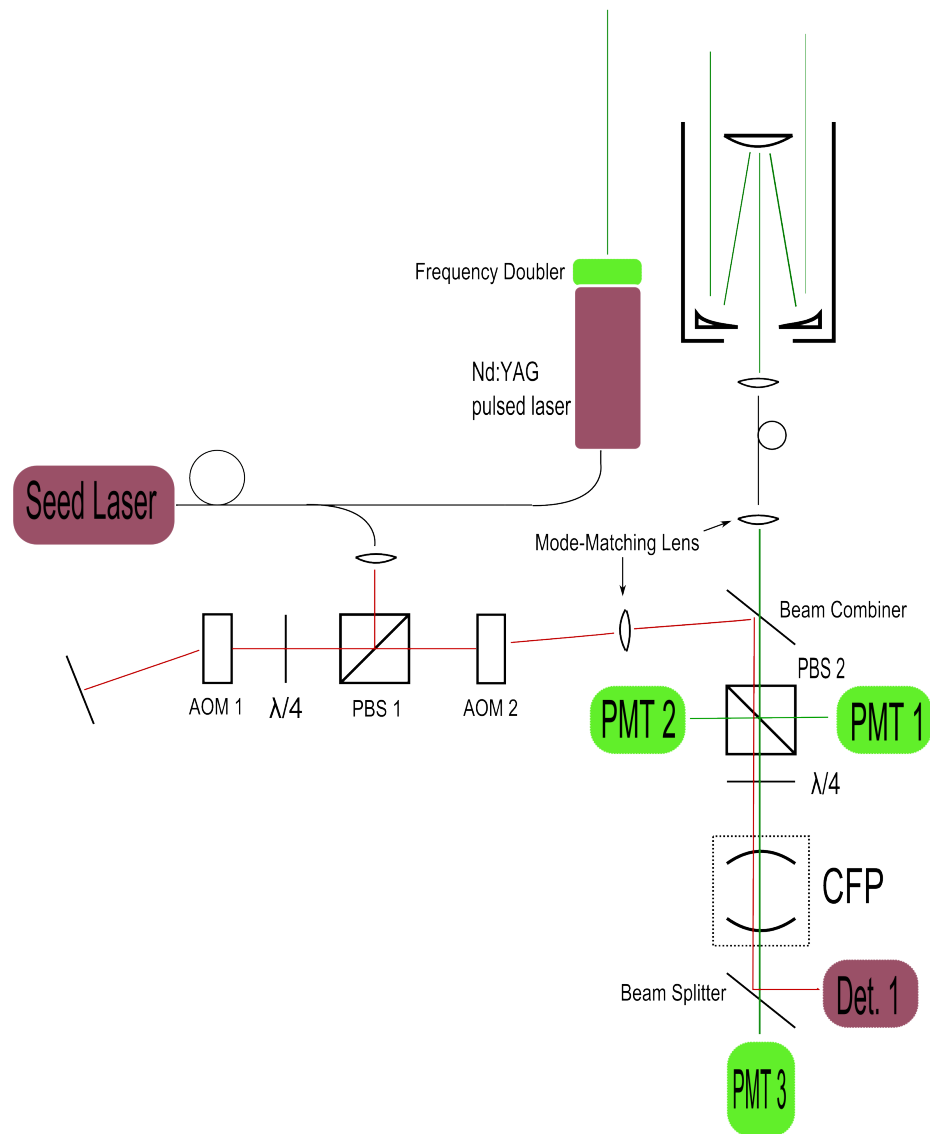 Frequency Doubler
Nd:YAG
pulsed laser
Seed Laser
Mode-Matching Lens
Beam Combiner
PBS 2
AOM 1
λ/4
PBS 1
AOM 2
PMT 2
PMT 1
λ/4
CFP
Beam Splitter
Det. 1
PMT 3